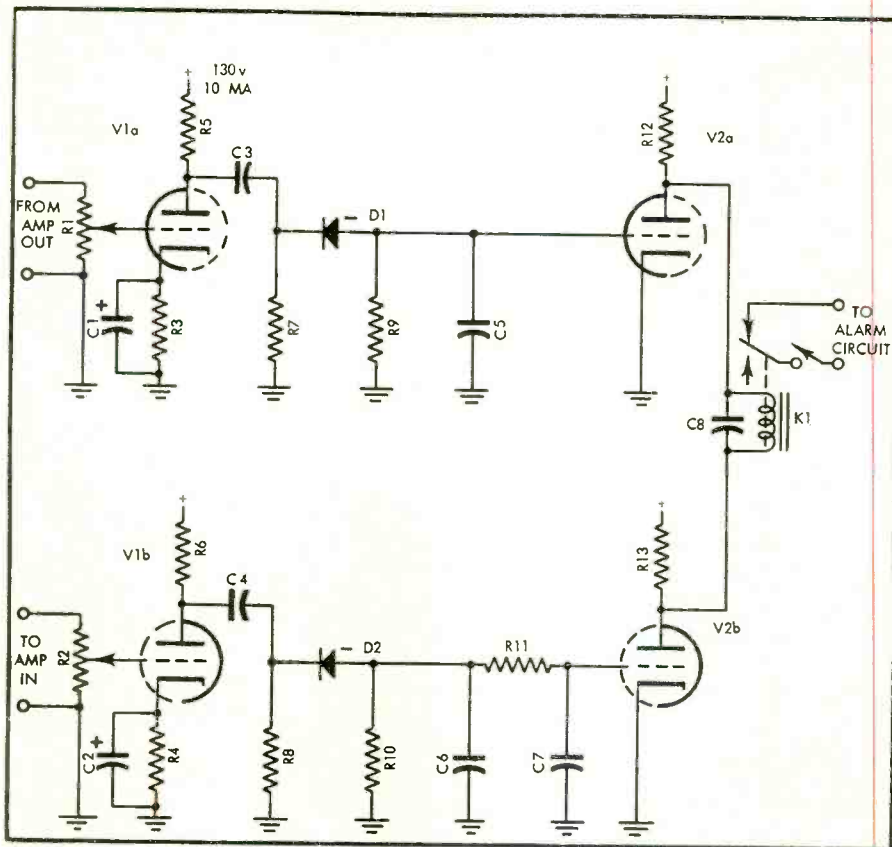 +
130v
10 MA
R5
V1a
C3
FROM
AMP
OUT
R1
C1
+
R3
R7
-
D1
R9
C5
+
R12
V2a
TO
ALARM
CIRCUIT
C8
K1
+
R6
V1b
C4
TO
AMP
IN
R2
C2
+
R4
R8
-
D2
R10
R11
C6
C7
+
R13
V2b